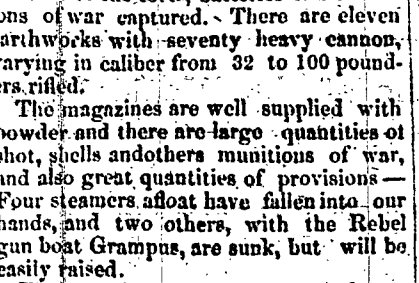 ons of war captured. There are eleven
earthworks with seventy heavy cannon,
varying in caliber from 32 to 100 pound-
ers rifled.
The magazines are well supplied with
powder and there are large quantities of
shot, shells andothers munitions of war,
and also great quantities of provisions—
Four steamers afloat have fallen into our
hands, and two others, with the Rebel
gun boat Grampus, are sunk, but will be
easily raised.